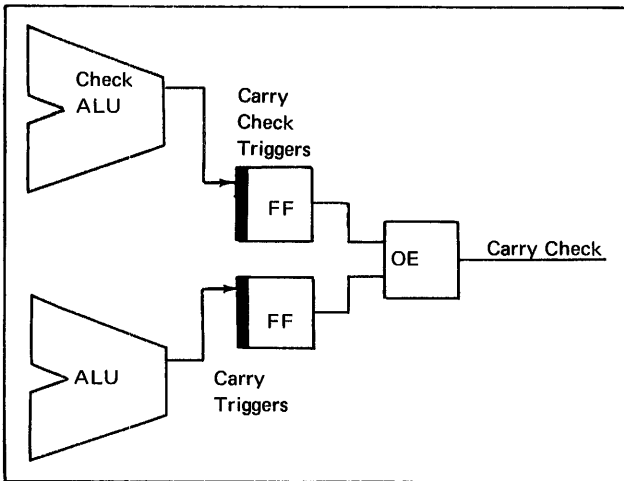 Check
ALU
Carry
Check
Triggers
FF
OE
Carry Check
FF
ALU
Carry
Triggers